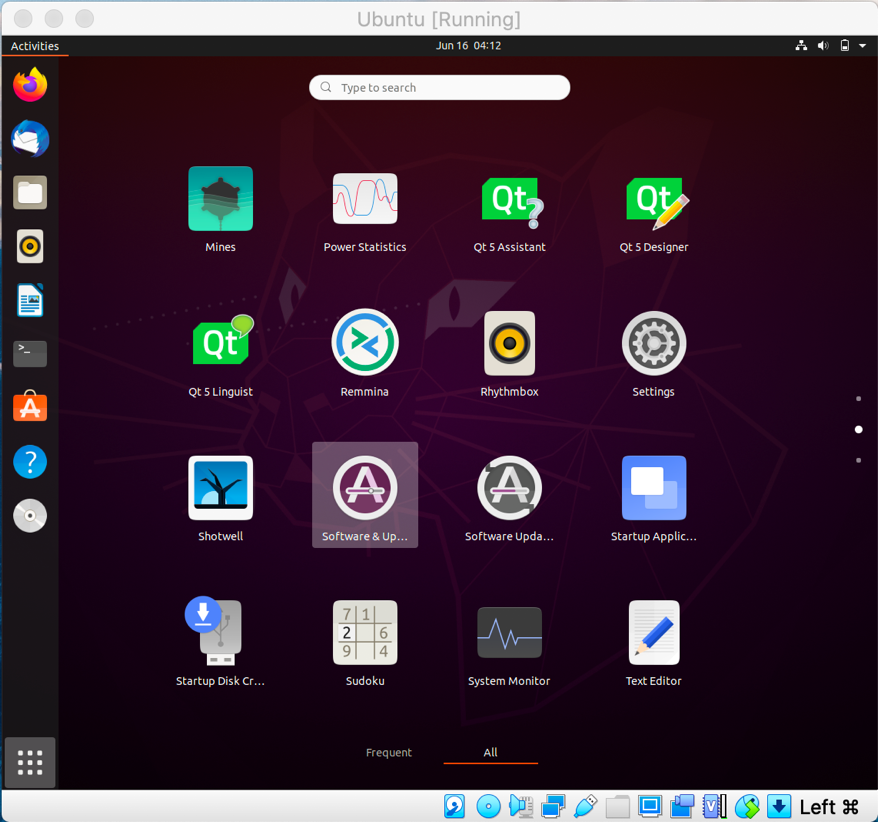 Ubuntu [Running]
Activities
Jun 16 04:12
Type to search
Mines
Power Statistics
Qt 5 Assistant
Qt 5 Designer
Qt 5 Linguist
Remmina
Rhythmbox
Settings
Shotwell
Software & Up...
Software Upda...
Startup Applic...
Startup Disk Cr...
Sudoku
System Monitor
Text Editor
Frequent
All
Left ⌘